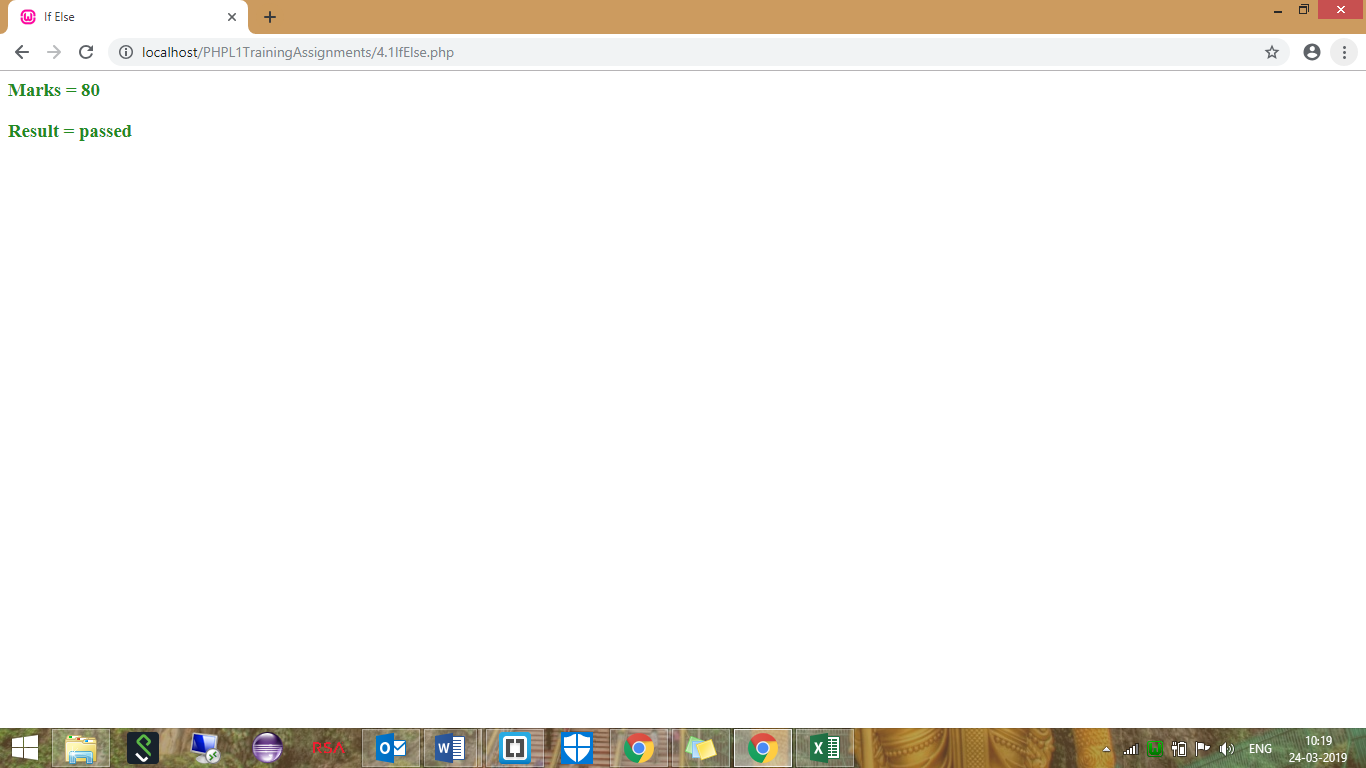 If Else
localhost/PHPL1TrainingAssignments/4.1IfElse.php
Marks = 80
Result = passed
RSA
ENG
10:19
24-03-2019